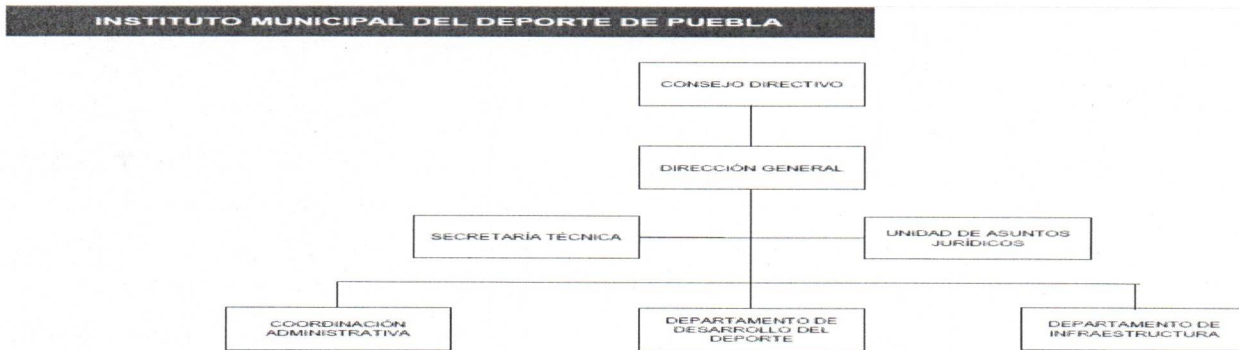 INSTITUTO MUNICIPAL DEL DEPORTE DE PUEBLA
CONSEJO DIRECTIVO
DIRECCIÓN GENERAL
SECRETARÍA TÉCNICA
UNIDAD DE ASUNTOS
JURÍDICOS
COORDINACIÓN
ADMINISTRATIVA
DEPARTAMENTO DE
DESARROLLO DEL
DEPORTE
DEPARTAMENTO DE
INFRAESTRUCTURA